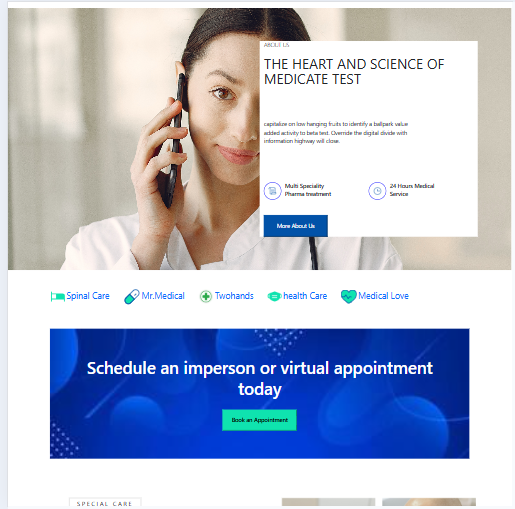 ABOUT US
THE HEART AND SCIENCE OF
MEDICATE TEST
capitalize on low hanging fruits to identify a ballpark value
added activity to beta test. Override the digital divide with
information highway will close.
Multi Speciality
Pharma treatment
24 Hours Medical
Service
More About Us
Spinal Care
Mr.Medical
Twohands
health Care
Medical Love
Schedule an imperson or virtual appointment
today
Book an Appointment
SPECIAL CARE